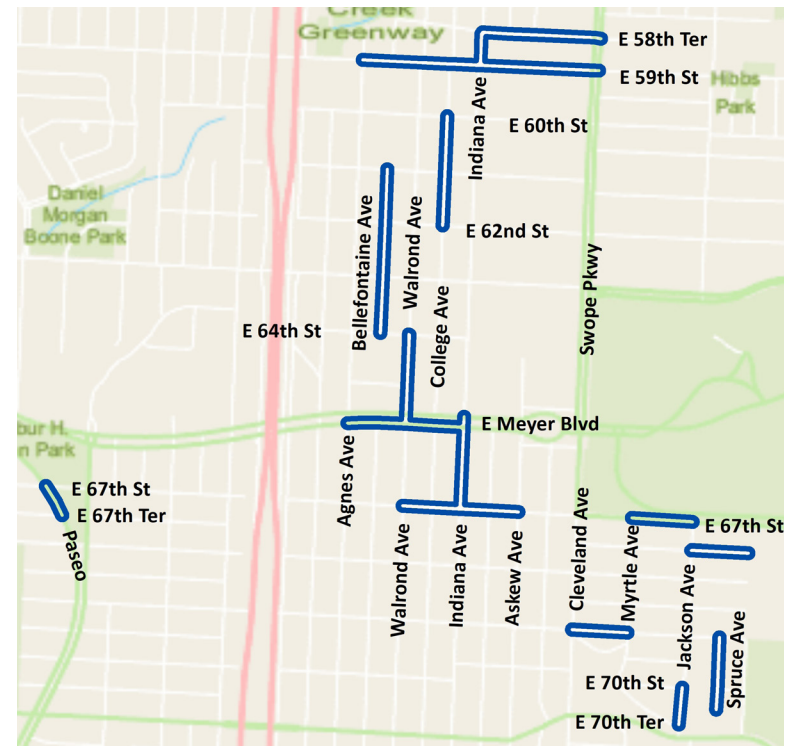 Creek
Greenway
E 58th Ter
E 59th St
Hibbs
Park
Indiana Ave
E 60th St
Daniel
Morgan
Boone Park
Bellefontaine Ave
Walrond Ave
E 62nd St
Swope Pkwy
College Ave
E 64th St
E Meyer Blvd
bur H.
n Park
Agnes Ave
E 67th St
E 67th Ter
Paseo
Walrond Ave
Indiana Ave
Askew Ave
Cleveland Ave
Myrtle Ave
E 67th St
Jackson Ave
Spruce Ave
E 70th St
E 70th Ter